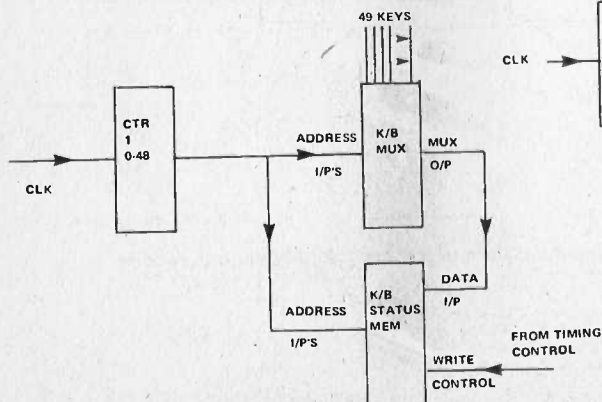 49 KEYS
CLK
CTR
1
0-48
CLK
ADDRESS
I/P'S
K/B
MUX
MUX
O/P
ADDRESS
I/P'S
K/B
STATUS
MEM
DATA
I/P
WRITE
CONTROL
FROM TIMING
CONTROL